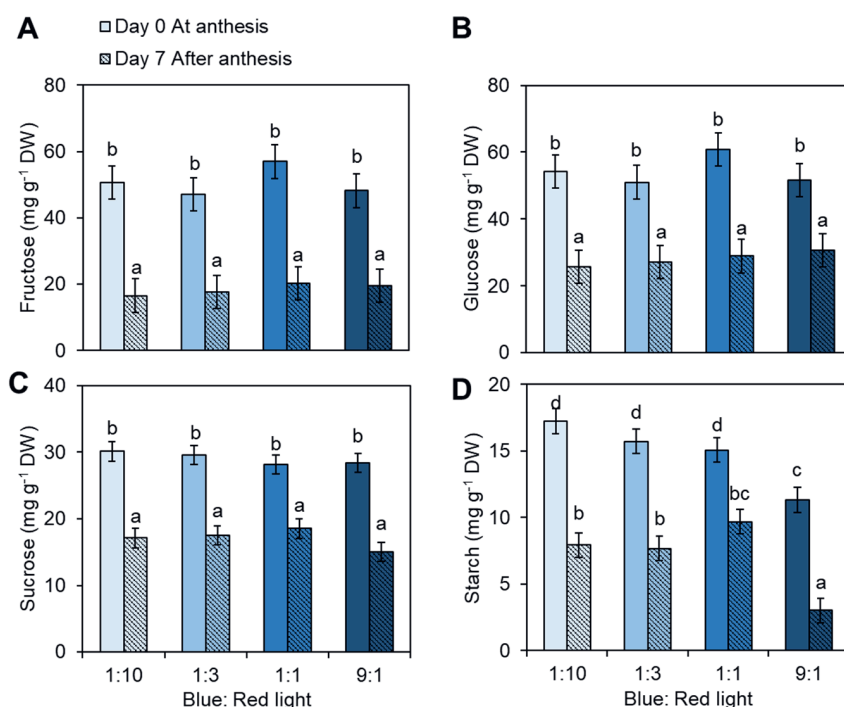 A
Day 0 At anthesis
Day 7 After anthesis
Fructose (mg g-1 DW)
80
60
40
20
0
b
a
b
a
b
a
b
a
B
Glucose (mg g-1 DW)
80
60
40
20
0
b
a
b
a
b
a
b
a
C
Sucrose (mg g-1 DW)
40
30
20
10
0
b
a
b
a
b
a
b
a
1:10
1:3
1:1
9:1
Blue: Red light
D
Starch (mg g-1 DW)
20
15
10
5
0
d
b
d
b
d
bc
c
a
1:10
1:3
1:1
9:1
Blue: Red light